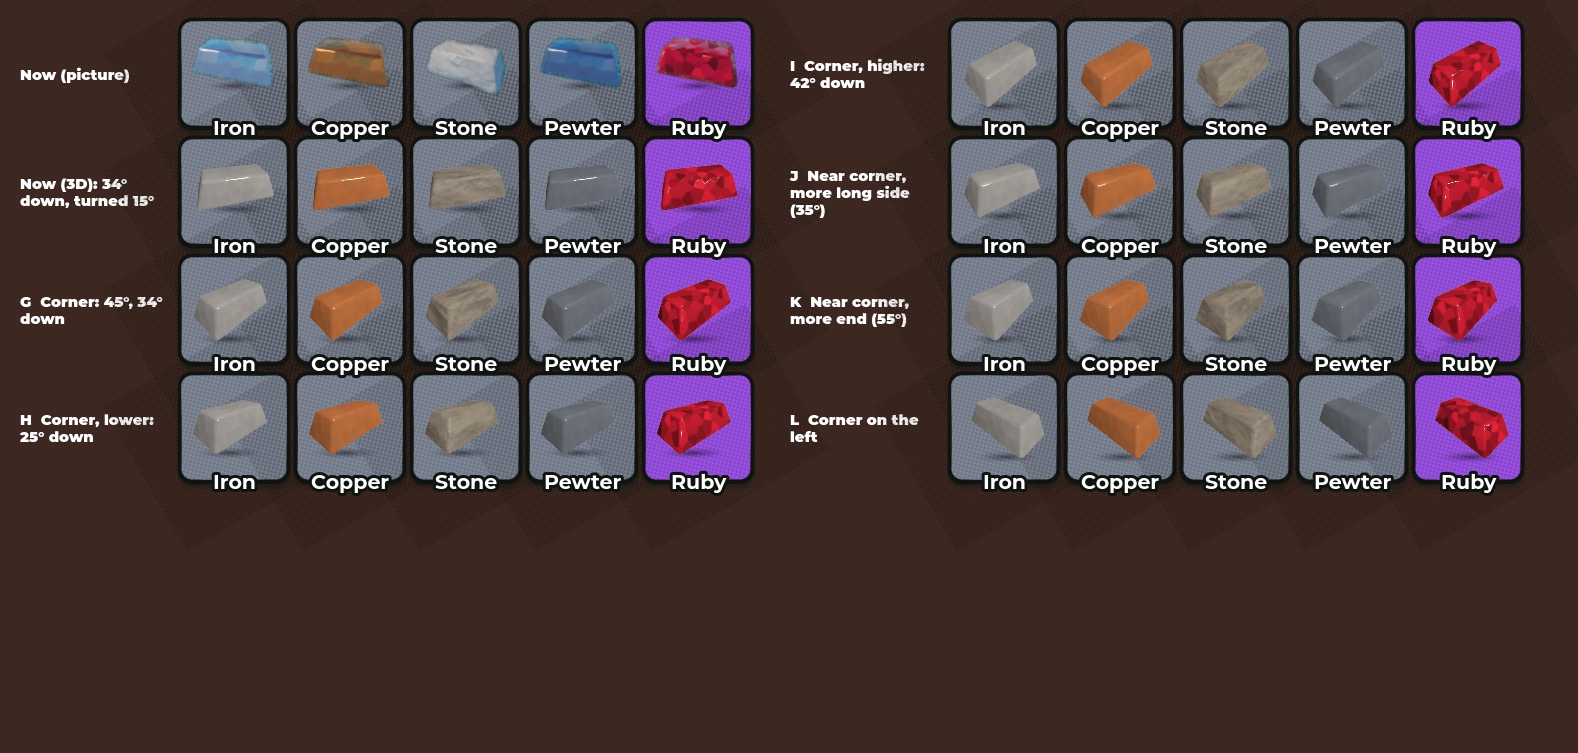 Now (picture)
Iron Copper Stone Pewter Ruby
Now (3D): 34°
down, turned 15°
Iron Copper Stone Pewter Ruby
G Corner: 45°, 34°
down
Iron Copper Stone Pewter Ruby
H Corner, lower:
25° down
Iron Copper Stone Pewter Ruby
I Corner, higher:
42° down
Iron Copper Stone Pewter Ruby
J Near corner,
more long side
(35°)
Iron Copper Stone Pewter Ruby
K Near corner,
more end (55°)
Iron Copper Stone Pewter Ruby
L Corner on the
left
Iron Copper Stone Pewter Ruby